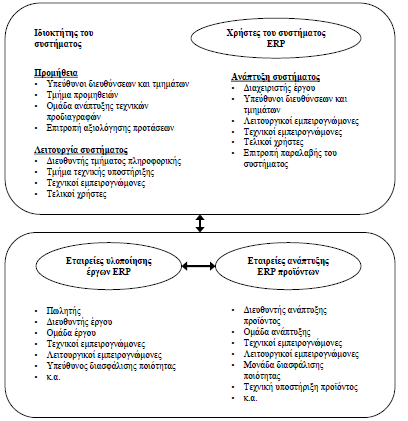 Ιδιοκτήτης του
συστήματος
Προμήθεια
• Υπεύθυνοι διευθύνσεων και τμημάτων
• Τμήμα προμηθειών
• Ομάδα ανάπτυξης τεχνικών
προδιαγραφών
• Επιτροπή αξιολόγησης προτάσεων
Λειτουργία συστήματος
• Διευθυντής τμήματος πληροφορικής
• Τμήμα τεχνικής υποστήριξης
• Τεχνικοί εμπειρογνώμονες
• Τελικοί χρήστες
Χρήστες του συστήματος
ERP
Ανάπτυξη συστήματος
• Διαχειριστής έργου
• Υπεύθυνοι διευθύνσεων και
τμημάτων
• Λειτουργικοί εμπειρογνώμονες
• Τεχνικοί εμπειρογνώμονες
• Τελικοί χρήστες
• Επιτροπή παραλαβής του
συστήματος
Εταιρείες υλοποίησης
έργων ERP
• Πωλητής
• Διευθυντής έργου
• Ομάδα έργου
• Τεχνικοί εμπειρογνώμονες
• Λειτουργικοί εμπειρογνώμονες
• Υπεύθυνος διασφάλισης ποιότητας
• κ.α.
Εταιρείες ανάπτυξης
ERP προϊόντων
• Διευθυντής ανάπτυξης
προϊόντος
• Ομάδα ανάπτυξης
• Τεχνικοί εμπειρογνώμονες
• Λειτουργικοί εμπειρογνώμονες
• Μονάδα διασφάλισης
ποιότητας
• Τεχνική υποστήριξη προϊόντος
• κ.α.